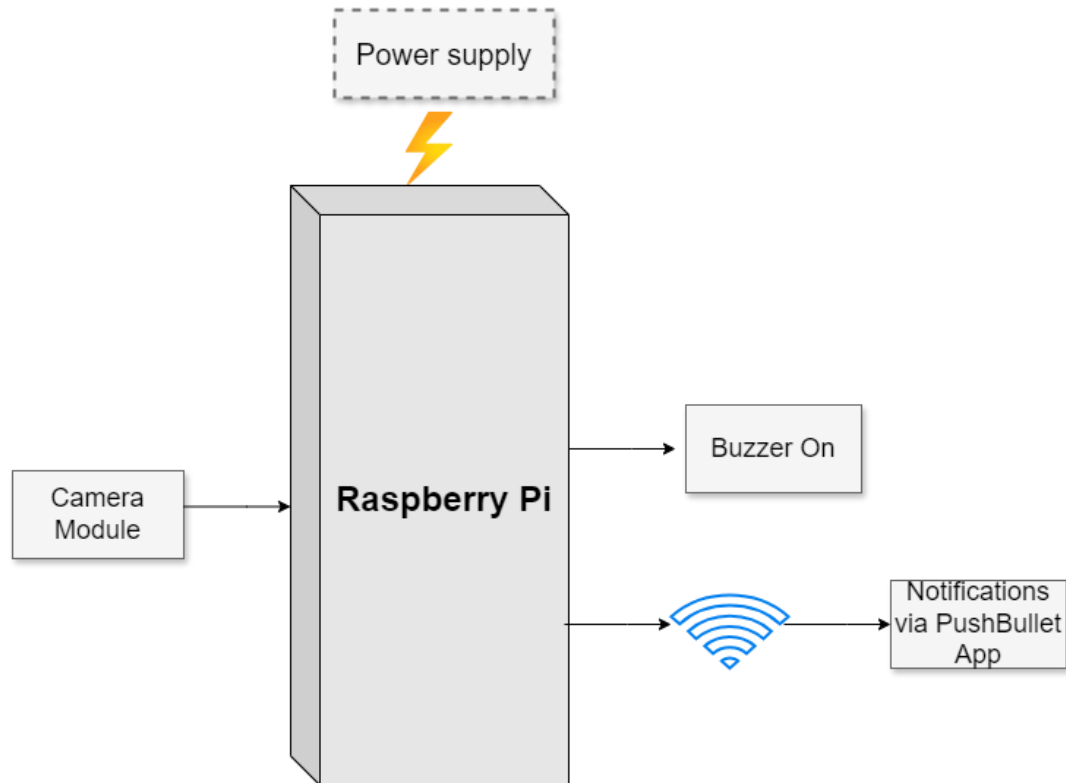 Power supply
Camera
Module
Raspberry Pi
Buzzer On
Notifications
via PushBullet
App